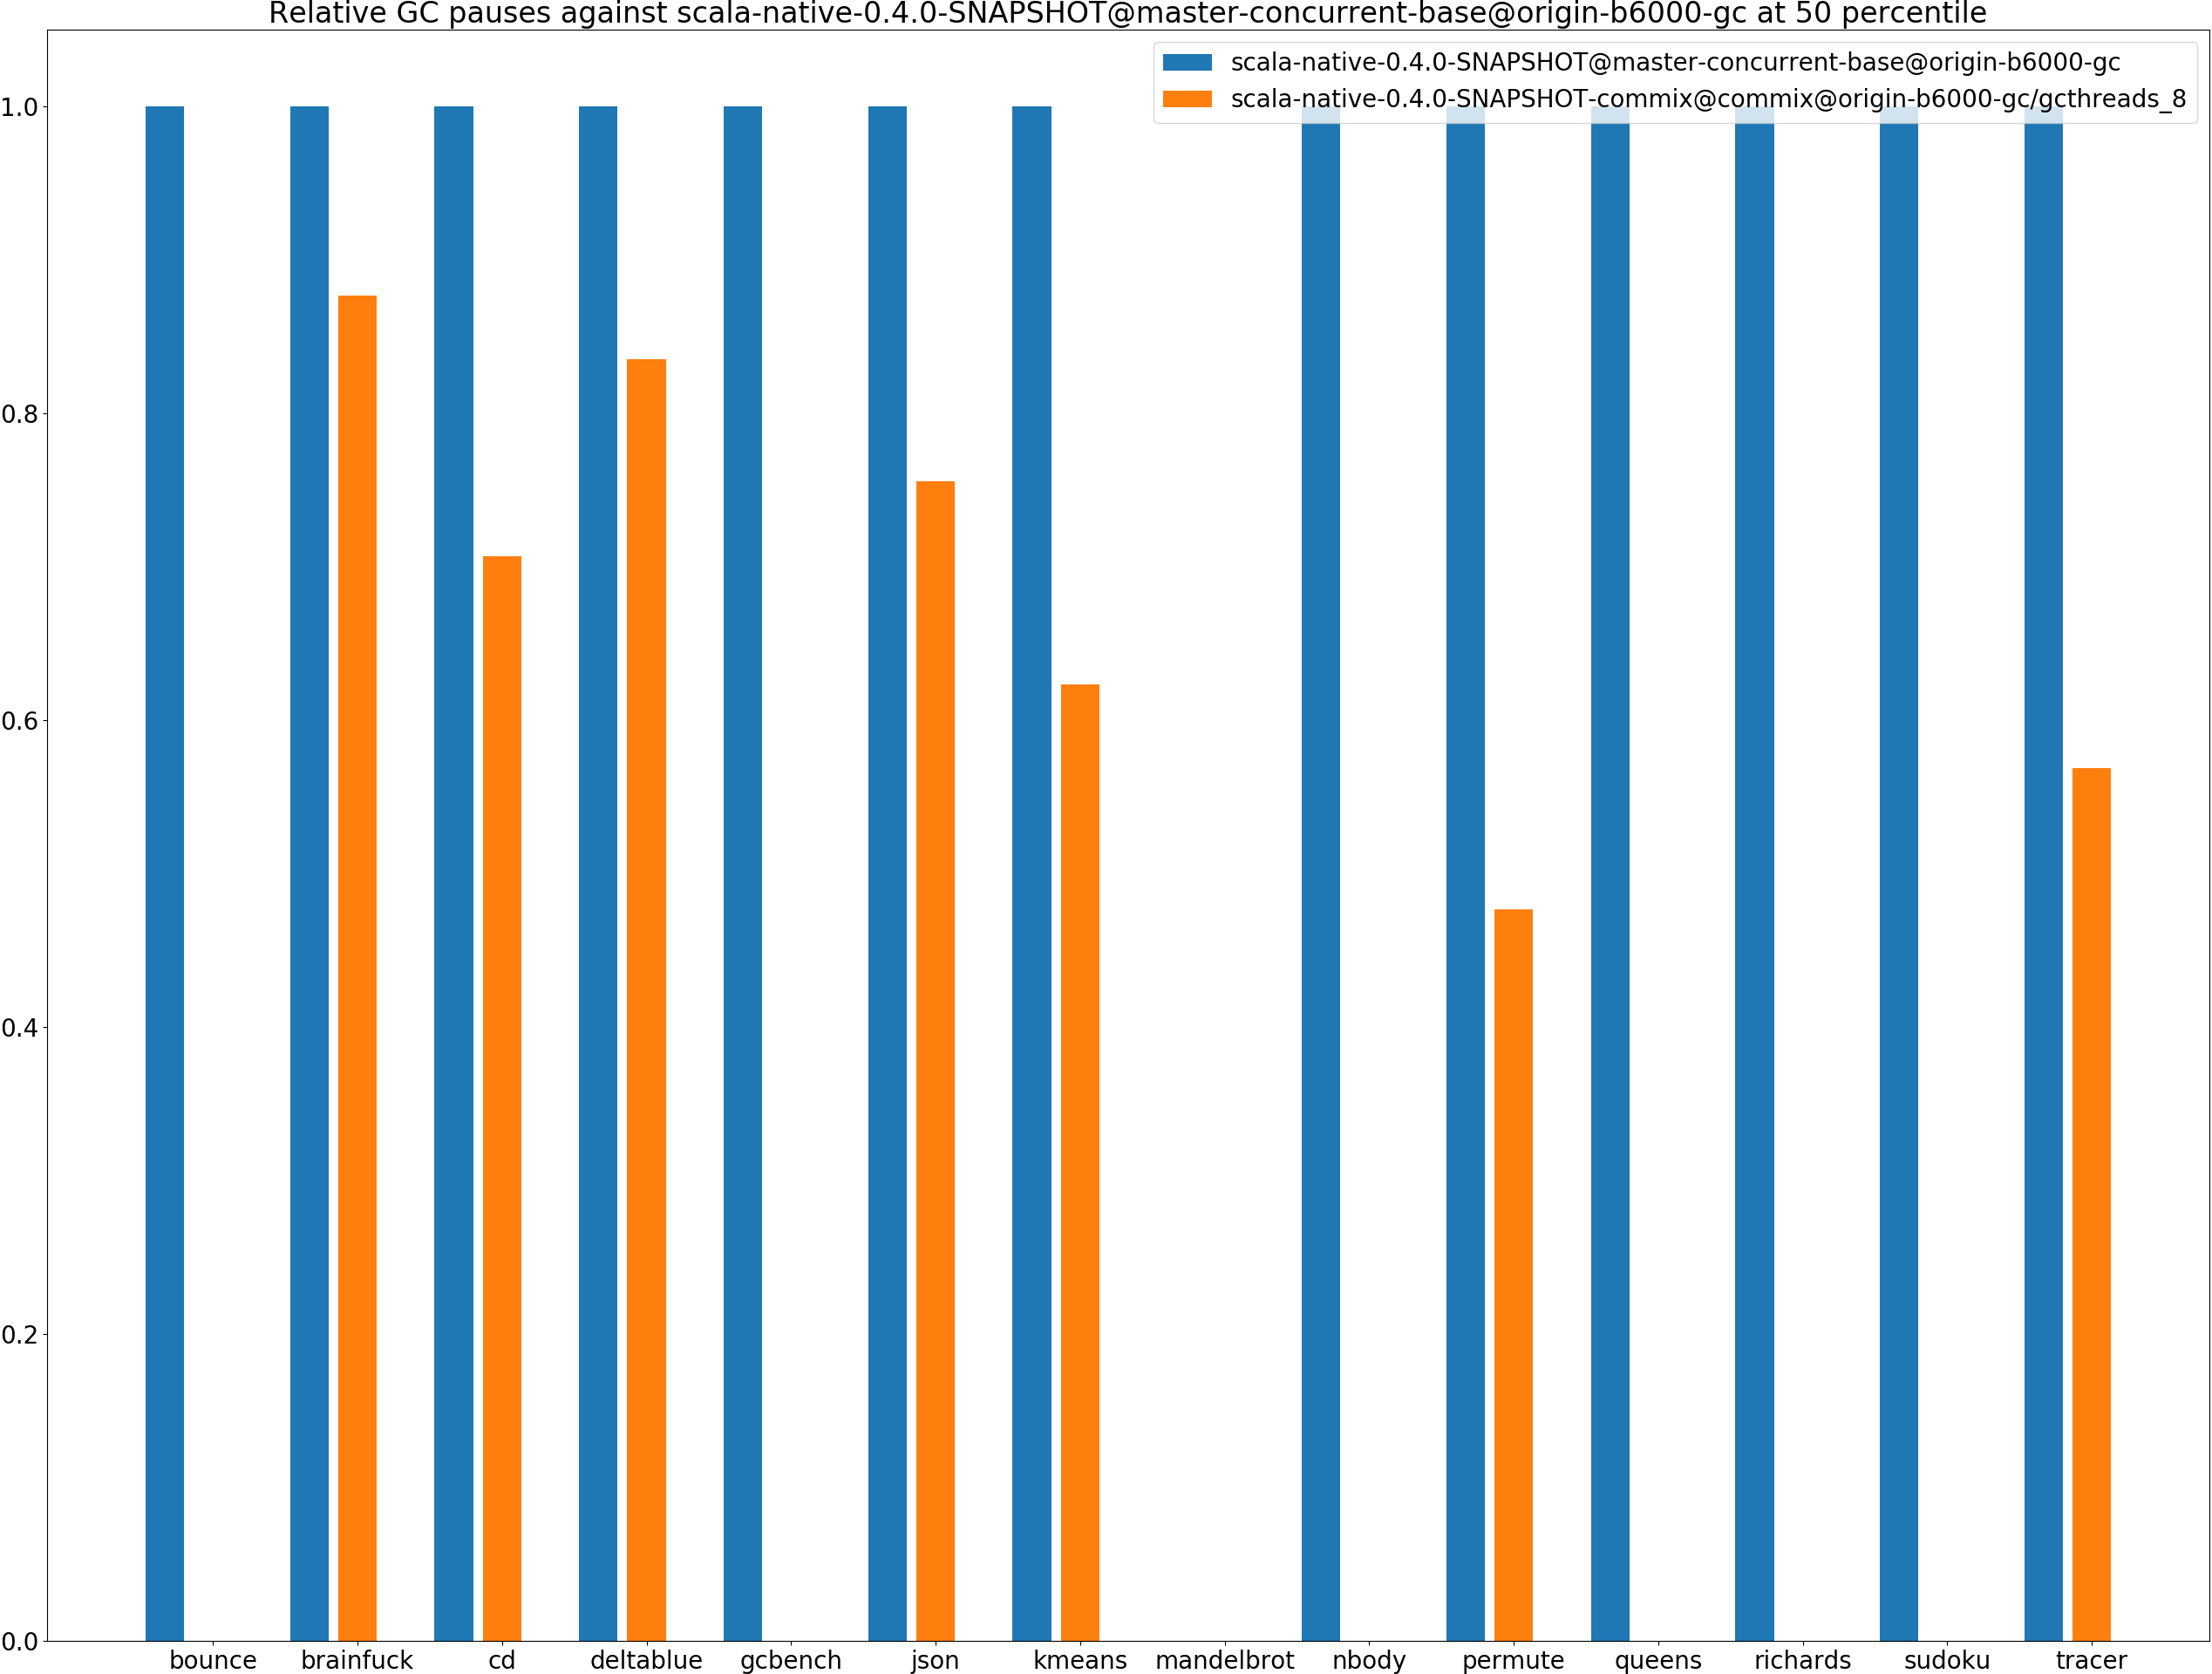 Relative GC pauses against scala-native-0.4.0-SNAPSHOT@master-concurrent-base@origin-b6000-gc at 50 percentile
scala-native-0.4.0-SNAPSHOT@master-concurrent-base@origin-b6000-gc
scala-native-0.4.0-SNAPSHOT-commix@commix@origin-b6000-gc/gcthreads_8
1.0
0.8
0.6
0.4
0.2
0.0
bounce brainfuck cd deltablue gcbench json kmeans mandelbrot nbody permute queens richards sudoku tracer